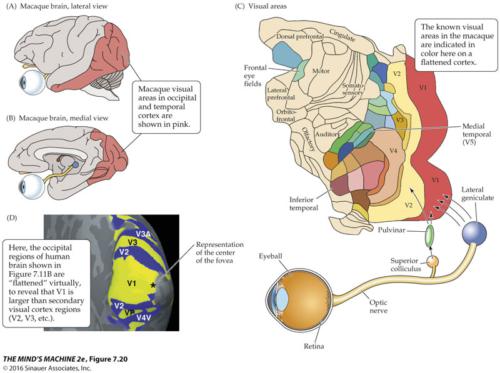 (A) Macaque brain, lateral view
Macaque visual
areas in occipital
and temporal
cortex are
shown in pink.
(B) Macaque brain, medial view
(C) Visual areas
The known visual
areas in the macaque
are indicated in
color here on a
flattened cortex.
Dorsal prefrontal
Cingulate
Frontal
eye
fields
Motor
Lateral
prefrontal
Somato-
sensory
Orbito-
frontal
Olfactory
Auditory
V2
V1
V3
V4
Medial
temporal
(V5)
Inferior
temporal
V1
V2
Lateral
geniculate
Pulvinar
Superior
colliculus
Eyeball
Optic
nerve
Retina
(D)
Here, the occipital
regions of human
brain shown in
Figure 7.11B are
“flattened” virtually,
to reveal that V1 is
larger than secondary
visual cortex regions
(V2, V3, etc.).
V3A
V3
V2
V1
V2
V4V
Representation
of the center
of the fovea
THE MIND'S MACHINE 2e, Figure 7.20
© 2016 Sinauer Associates, Inc.